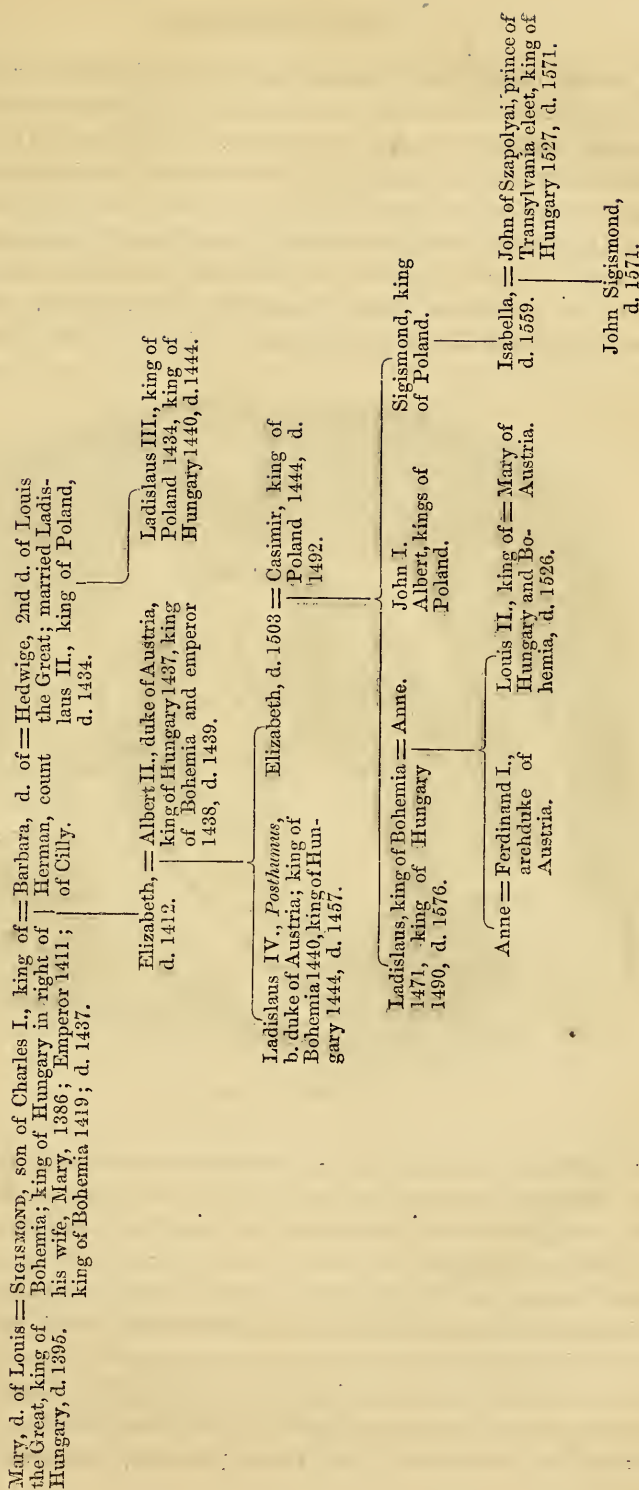 Mary, d. of Louis = SIGISMOND, son of Charles I., king of = Barbara, d. of = Hedwige, 2nd d. of Louis
the Great, king of Bohemia; king of Hungary in right of Herman, count the Great; married Ladis-
Hungary, d. 1395. his wife, Mary, 1386; Emperor 1411; of Cilly. laus II., king of Poland,
king of Bohemia 1419; d. 1437. d. 1434.
Elizabeth, = Albert II., duke of Austria,
d. 1412. king of Hungary 1437, king
of Bohemia and emperor
1438, d. 1439.
Ladislaus III., king of
Poland 1434, king of
Hungary 1440, d. 1444.
Ladislaus IV., Posthumus,
b. duke of Austria; king of
Bohemia 1440, king of Hun-
gary 1444, d. 1457.
Elizabeth, d. 1503 = Casimir, king of
Poland 1444, d.
1492.
Ladislaus, king of Bohemia = Anne.
1471, king of Hungary
1490, d. 1576.
John I.
Albert, kings of
Poland.
Sigismond, king
of Poland.
Anne = Ferdinand I.,
archduke of
Austria.
Louis II., king of = Mary of
Hungary and Bo- Austria.
hemia, d. 1526.
Isabella, = John of Szapolyai, prince of
d. 1559. Transylvania cleet, king of
Hungary 1527, d. 1571.
John Sigismond,
d. 1571.